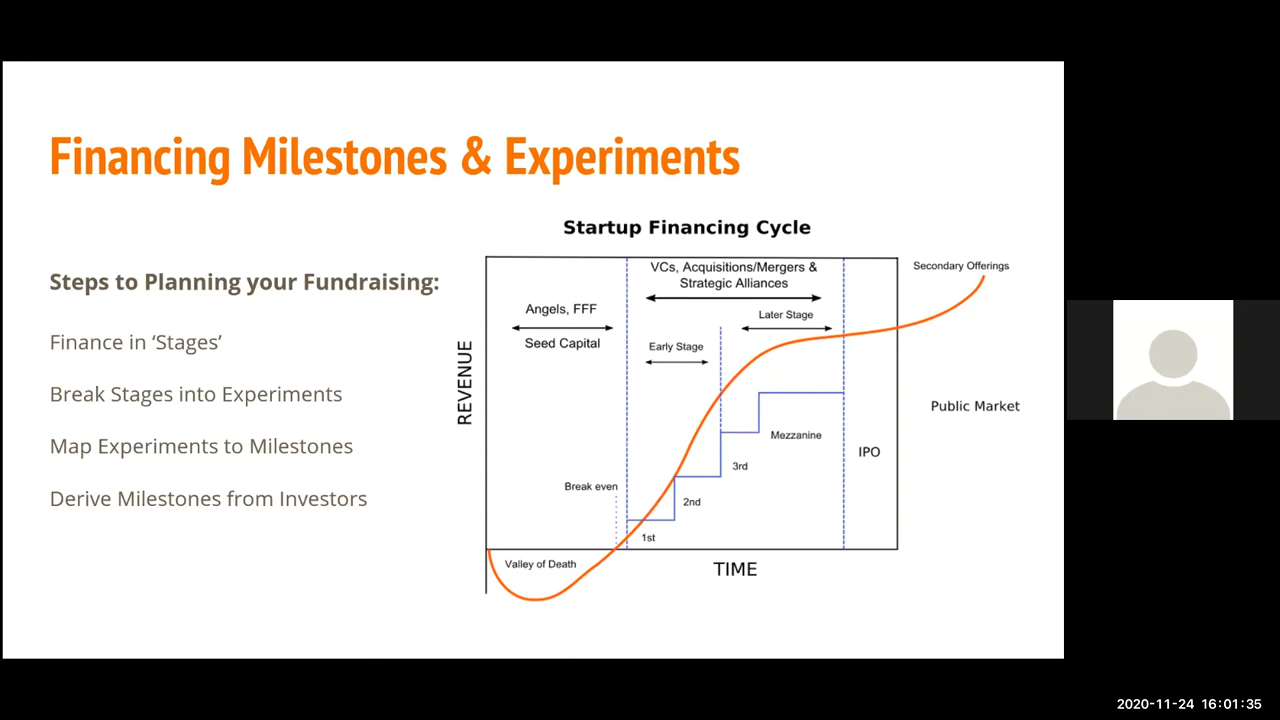 Financing Milestones & Experiments
Steps to Planning your Fundraising:
Finance in ‘Stages’
Break Stages into Experiments
Map Experiments to Milestones
Derive Milestones from Investors
Startup Financing Cycle
REVENUE
Angels, FFF
Seed Capital
VCs, Acquisitions/Mergers &
Strategic Alliances
Early Stage
Later Stage
Secondary Offerings
Break even
Valley of Death
1st
2nd
3rd
Mezzanine
IPO
Public Market
TIME
2020-11-24 16:01:35